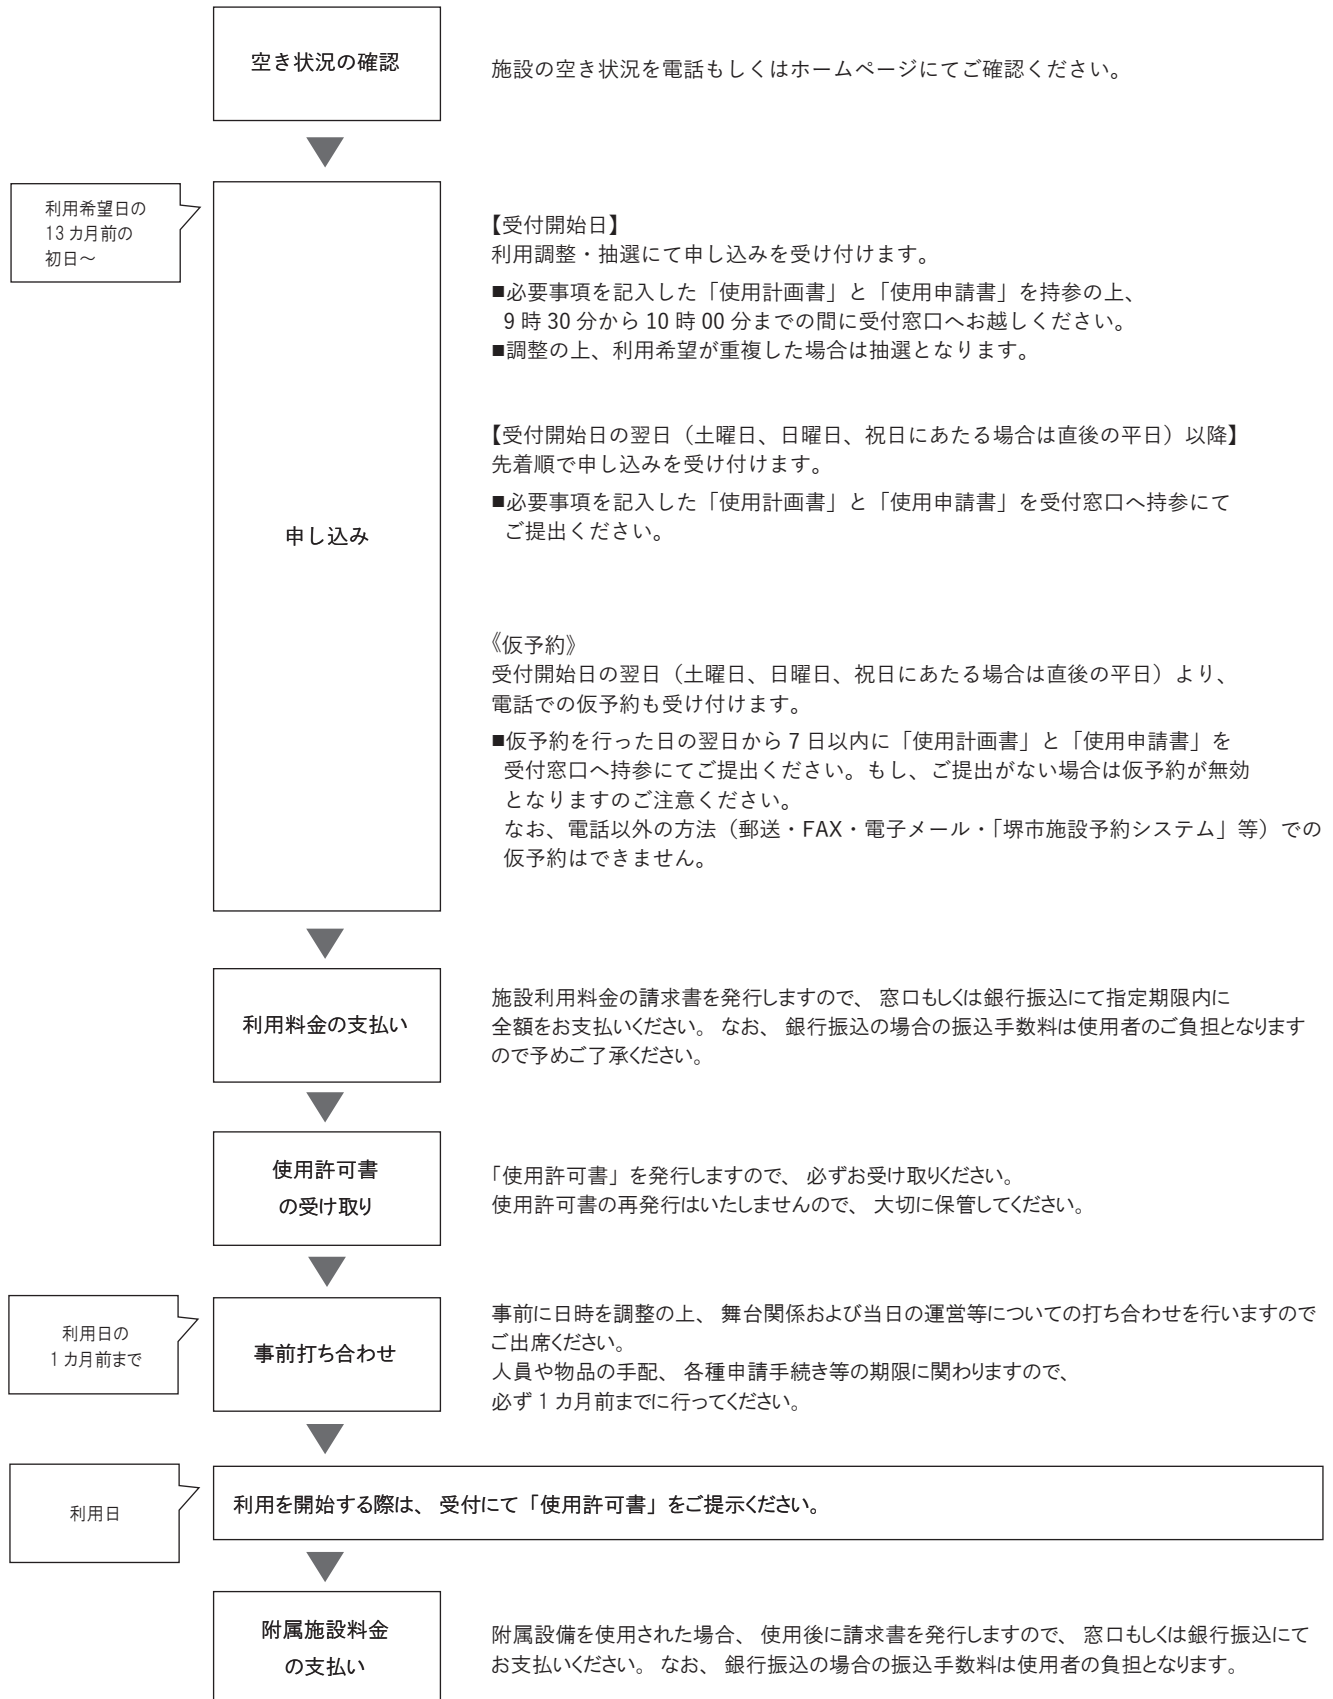 空き状況の確認
施設の空き状況を電話もしくはホームページにてご確認ください。
利用希望日の
13 カ月前の
初日〜
申し込み
【受付開始日】
利用調整・抽選にて申し込みを受け付けます。
■必要事項を記入した「使用計画書」と「使用申請書」を持参の上、
9 時 30 分から 10 時 00 分までの間に受付窓口へお越しください。
■調整の上、利用希望が重複した場合は抽選となります。
【受付開始日の翌日（土曜日、日曜日、祝日にあたる場合は直後の平日）以降】
先着順で申し込みを受け付けます。
■必要事項を記入した「使用計画書」と「使用申請書」を受付窓口へ持参にて
ご提出ください。
《仮予約》
受付開始日の翌日（土曜日、日曜日、祝日にあたる場合は直後の平日）より、
電話での仮予約も受け付けます。
■仮予約を行った日の翌日から 7 日以内に「使用計画書」と「使用申請書」を
受付窓口へ持参にてご提出ください。もし、ご提出がない場合は仮予約が無効
となりますのご注意ください。
なお、電話以外の方法（郵送・FAX・電子メール・「堺市施設予約システム」等）での
仮予約はできません。
利用料金の支払い
施設利用料金の請求書を発行しますので、 窓口もしくは銀行振込にて指定期限内に
全額をお支払いください。 なお、 銀行振込の場合の振込手数料は使用者のご負担となります
ので予めご了承ください。
使用許可書
の受け取り
「使用許可書」を発行しますので、 必ずお受け取りください。
使用許可書の再発行はいたしませんので、 大切に保管してください。
利用日の
1 カ月前まで
事前打ち合わせ
事前に日時を調整の上、 舞台関係および当日の運営等についての打ち合わせを行いますので
ご出席ください。
人員や物品の手配、 各種申請手続き等の期限に関わりますので、
必ず 1 カ月前までに行ってください。
利用日
利用を開始する際は、 受付にて「使用許可書」をご提示ください。
附属施設料金
の支払い
附属設備を使用された場合、 使用後に請求書を発行しますので、 窓口もしくは銀行振込にて
お支払いください。 なお、 銀行振込の場合の振込手数料は使用者の負担となります。